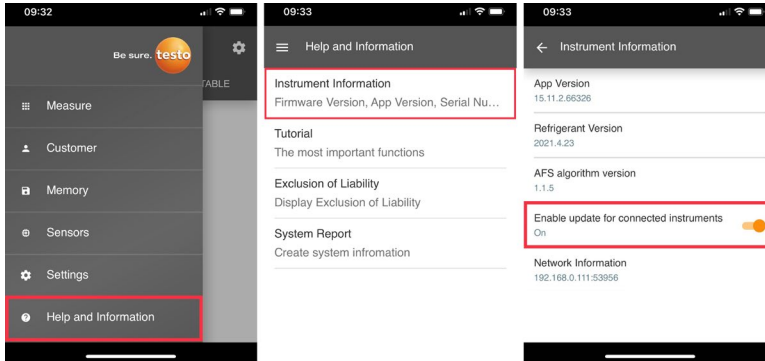 09:32
Be sure. testo
TABLE
Measure
Customer
Memory
Sensors
Settings
Help and Information
09:33
Help and Information
Instrument Information
Firmware Version, App Version, Serial Nu...
Tutorial
The most important functions
Exclusion of Liability
Display Exclusion of Liability
System Report
Create system infromation
09:33
Instrument Information
App Version
15.11.2.66326
Refrigerant Version
2021.4.23
AFS algorithm version
1.1.5
Enable update for connected instruments
On
Network Information
192.168.0.111:53956